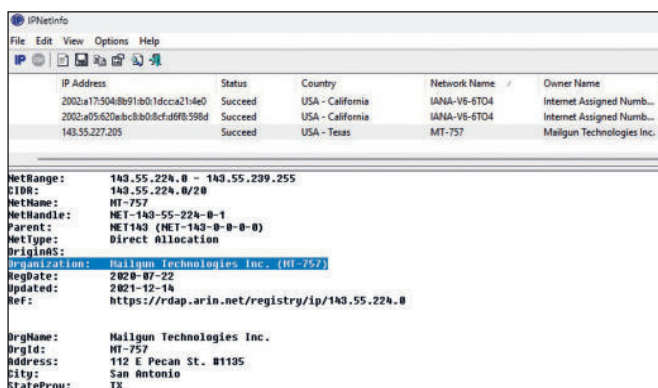 IPNetInfo
File Edit View Options Help
IP
IP Address Status Country Network Name / Owner Name
2002:a17:504:8b91:b0:1dcc:a21:4e0 Succeed USA - California IANA-V6-6TO4 Internet Assigned Numb...
2002:a05:620a:bc8:b0:8cf:d6f8:598d Succeed USA - California IANA-V6-6TO4 Internet Assigned Numb...
143.55.227.205 Succeed USA - Texas MT-757 Mailgun Technologies Inc.
NetRange: 143.55.224.0 - 143.55.239.255
CIDR: 143.55.224.0/20
NetName: MT-757
NetHandle: NET-143-55-224-0-1
Parent: NET143 (NET-143-0-0-0-0)
NetType: Direct Allocation
OriginAS:
Organization: Mailgun Technologies Inc. (MT-757)
RegDate: 2020-07-22
Updated: 2021-12-14
Ref: https://rdap.arin.net/registry/ip/143.55.224.0
OrgName: Mailgun Technologies Inc.
OrgId: MT-757
Address: 112 E Pecan St. #1135
City: San Antonio
StateProv: TX